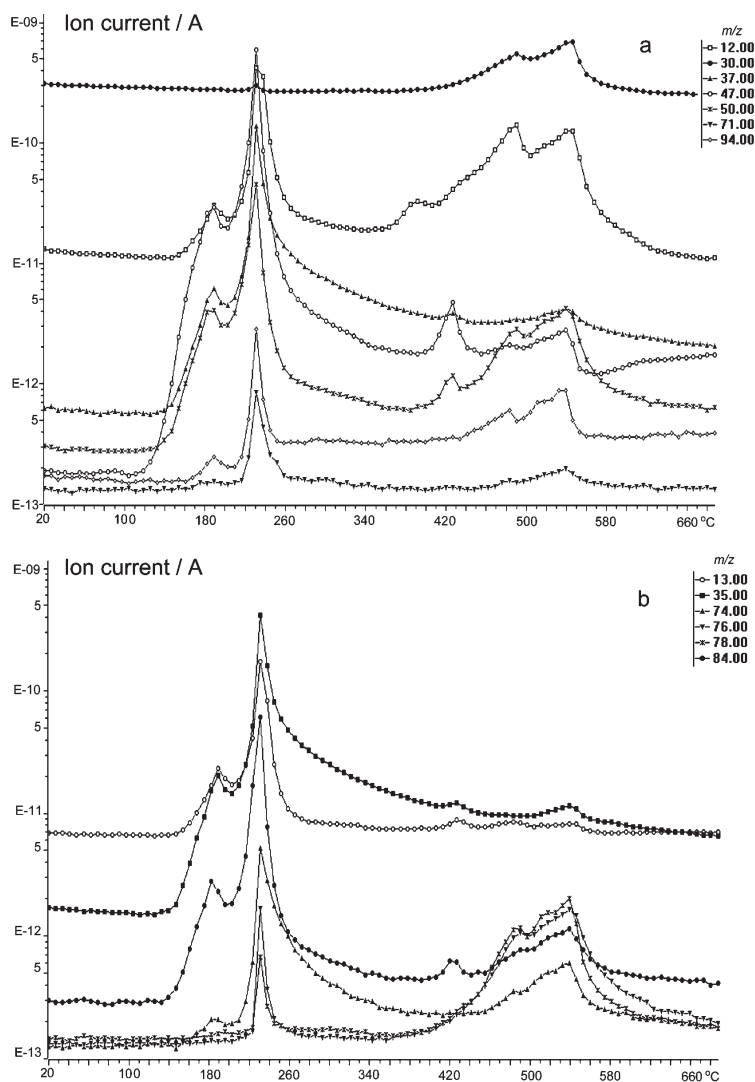 E-09
Ion current / A
a
m/z
12.00
30.00
37.00
47.00
50.00
71.00
94.00
5
E-10
5
E-11
5
E-12
5
E-13
20 100 180 260 340 420 500 580 660 ºC
E-09
Ion current / A
b
m/z
13.00
35.00
74.00
76.00
78.00
84.00
5
E-10
5
E-11
5
E-12
5
E-13
20 100 180 260 340 420 500 580 660 ºC